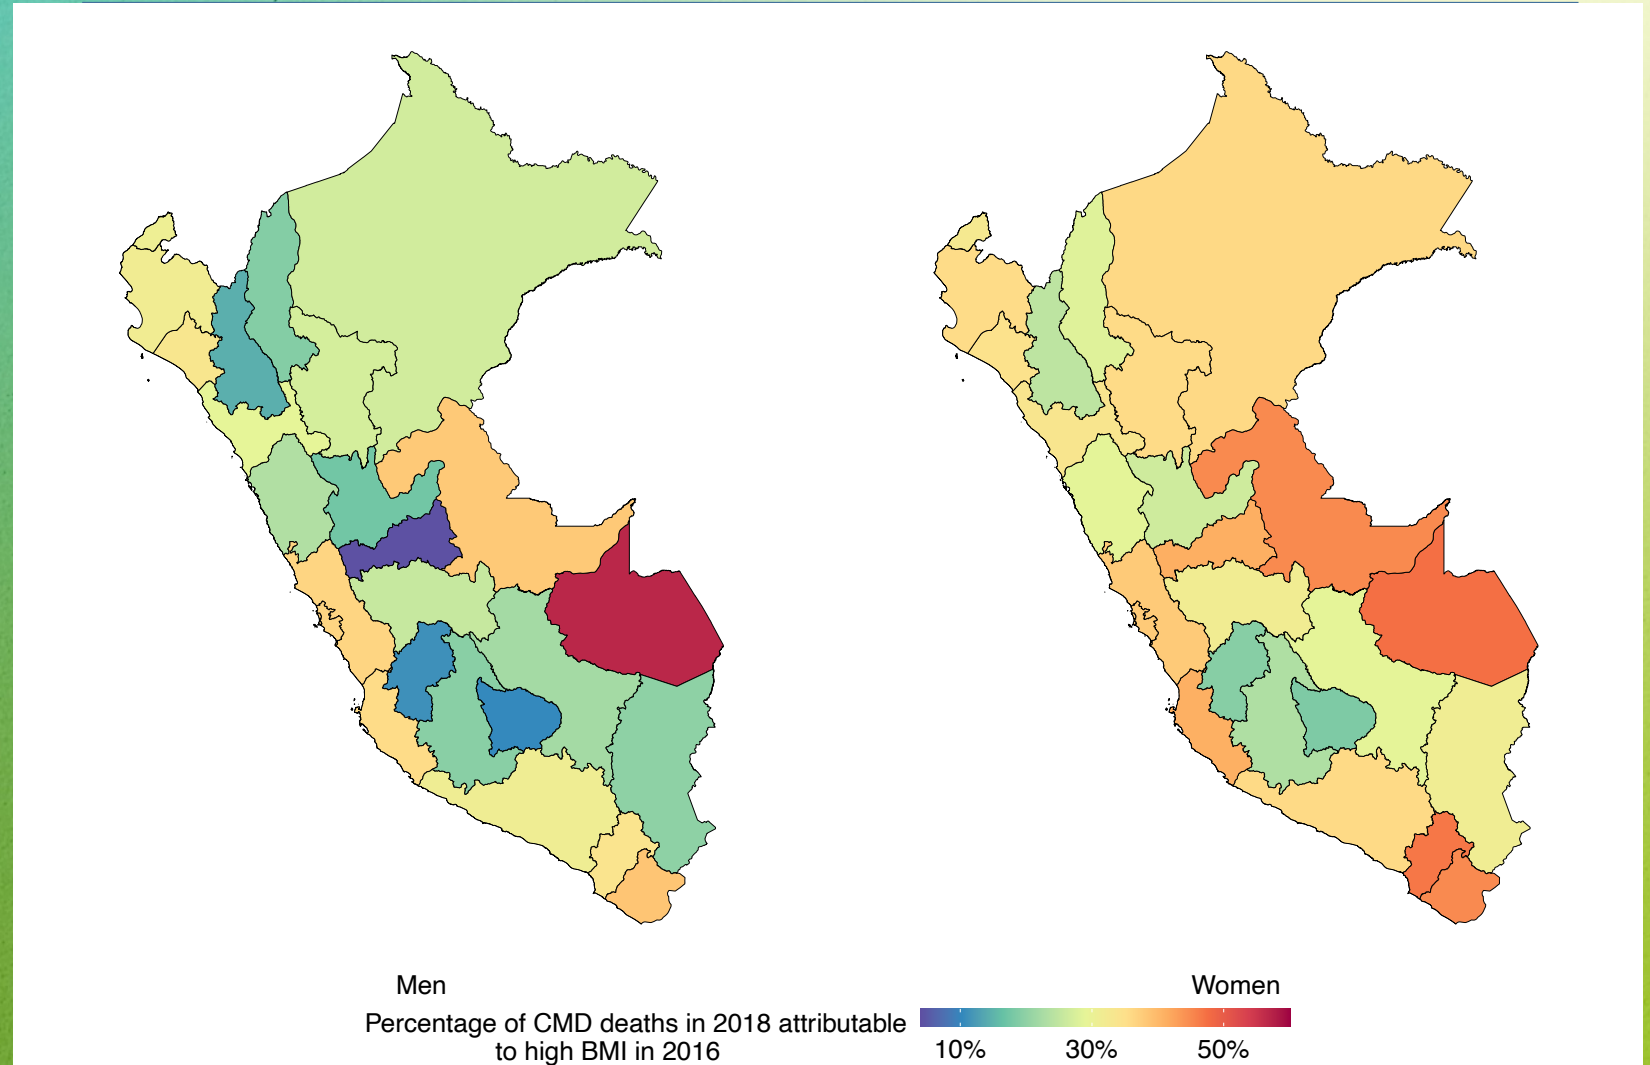 Men
Women
Percentage of CMD deaths in 2018 attributable
to high BMI in 2016
10%
30%
50%